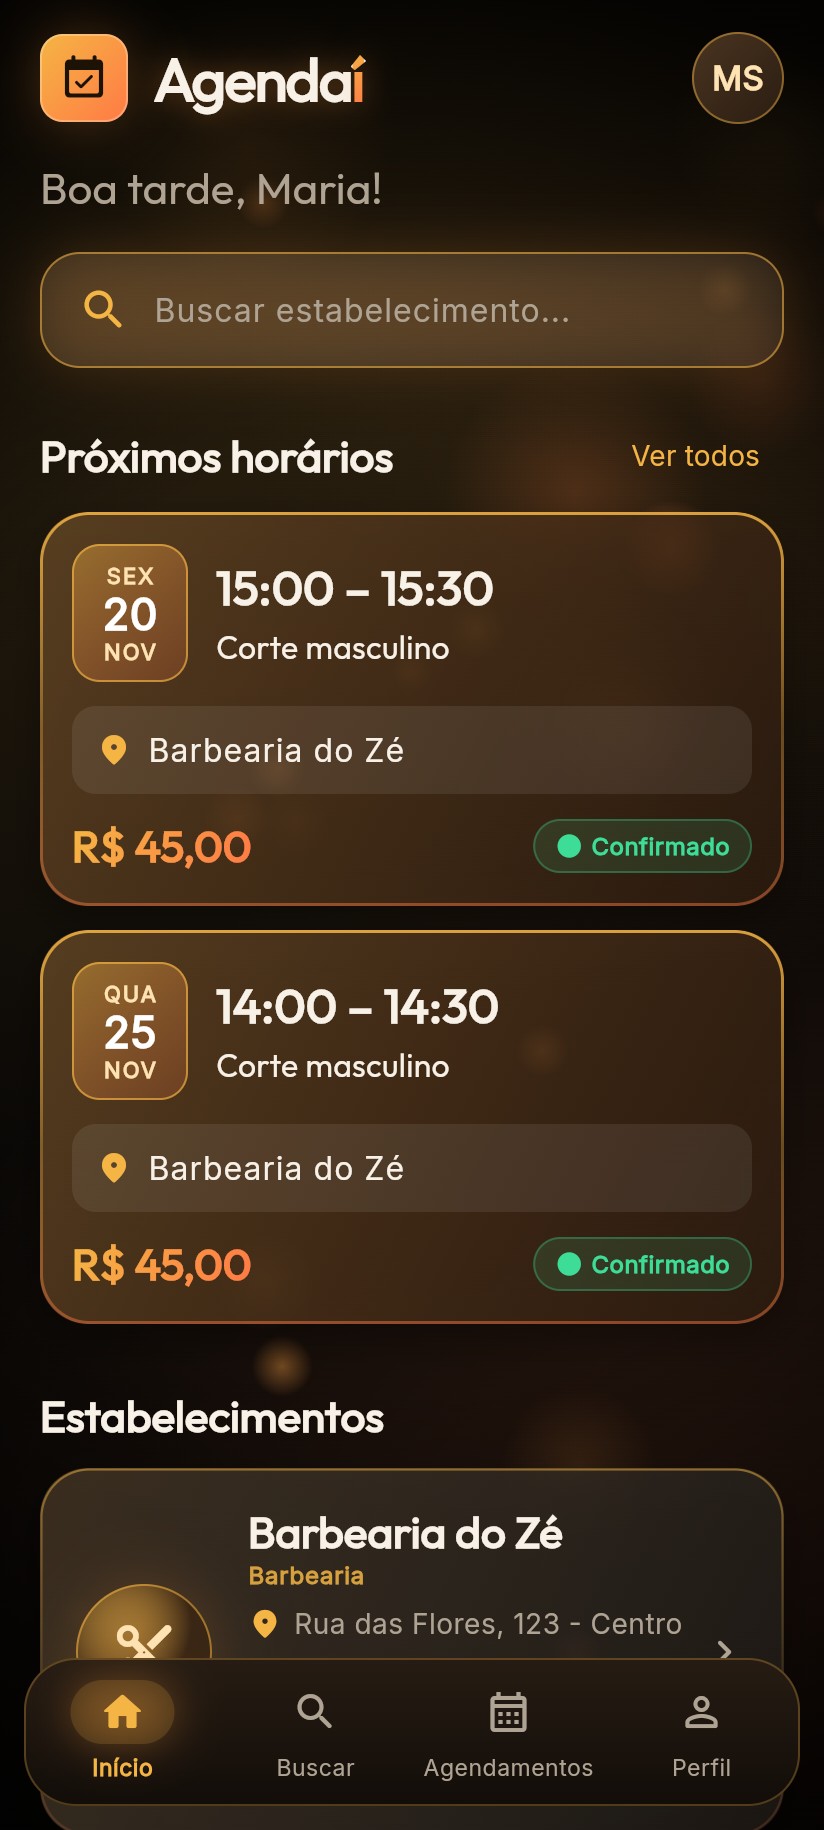 Agendaí
MS
Boa tarde, Maria!
Buscar estabelecimento...
Próximos horários
Ver todos
SEX
20
NOV
15:00 – 15:30
Corte masculino
Barbearia do Zé
R$ 45,00
Confirmado
QUA
25
NOV
14:00 – 14:30
Corte masculino
Barbearia do Zé
R$ 45,00
Confirmado
Estabelecimentos
Barbearia do Zé
Barbearia
Rua das Flores, 123 - Centro
Início
Buscar
Agendamentos
Perfil